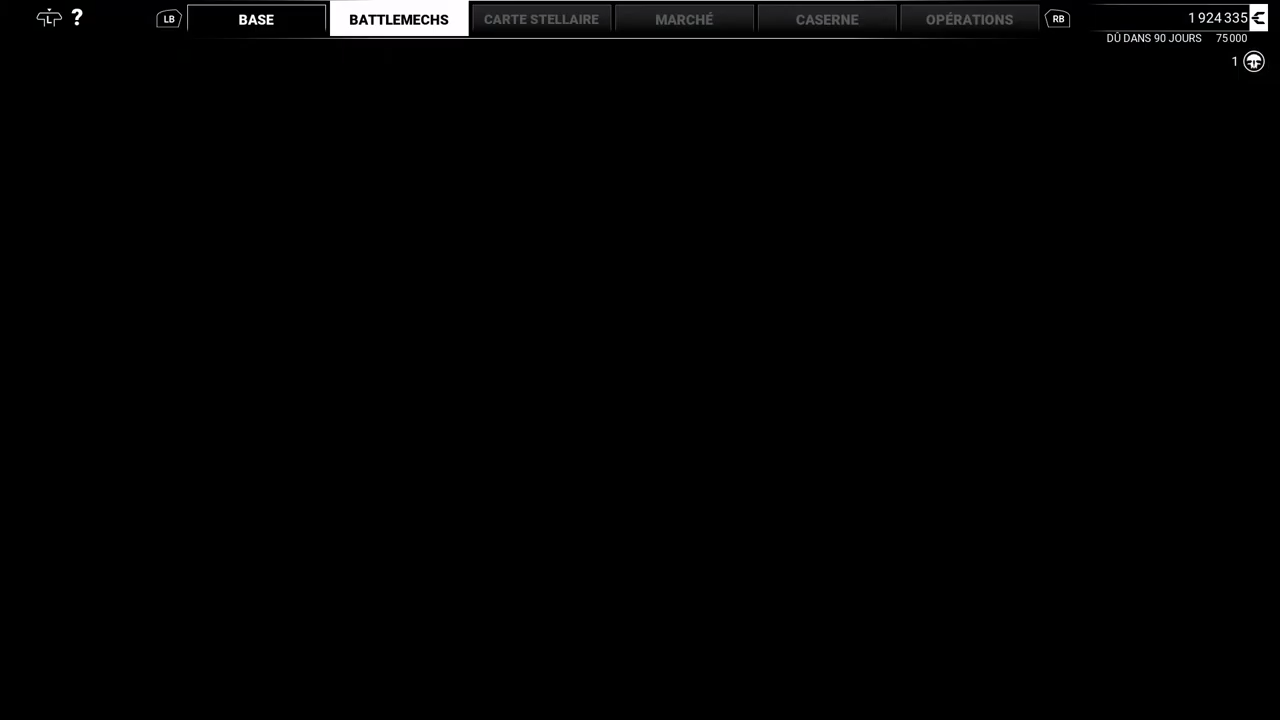 L ?
LB BASE BATTLEMECHS CARTE STELLAIRE MARCHÉ CASERNE OPÉRATIONS RB
1 924 335
DÛ DANS 90 JOURS 75 000
1